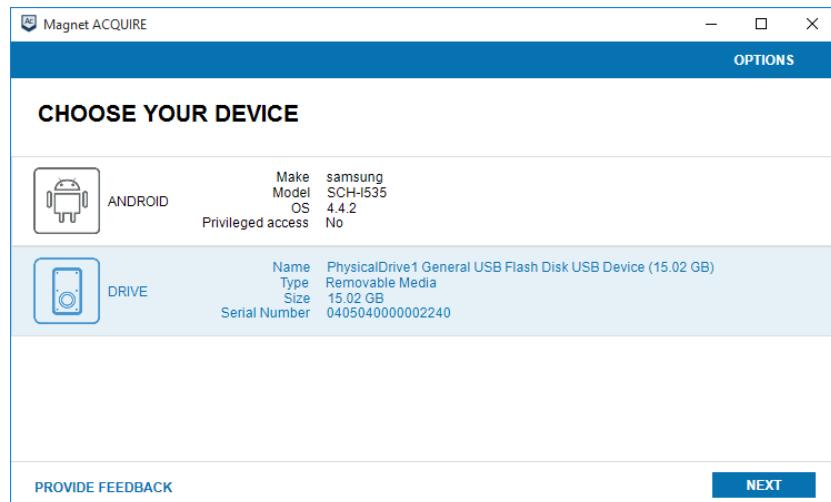 Magnet ACQUIRE
OPTIONS
CHOOSE YOUR DEVICE
ANDROID
Make samsung
Model SCH-I535
OS 4.4.2
Privileged access No
DRIVE
Name PhysicalDrive1 General USB Flash Disk USB Device (15.02 GB)
Type Removable Media
Size 15.02 GB
Serial Number 0405040000002240
PROVIDE FEEDBACK
NEXT